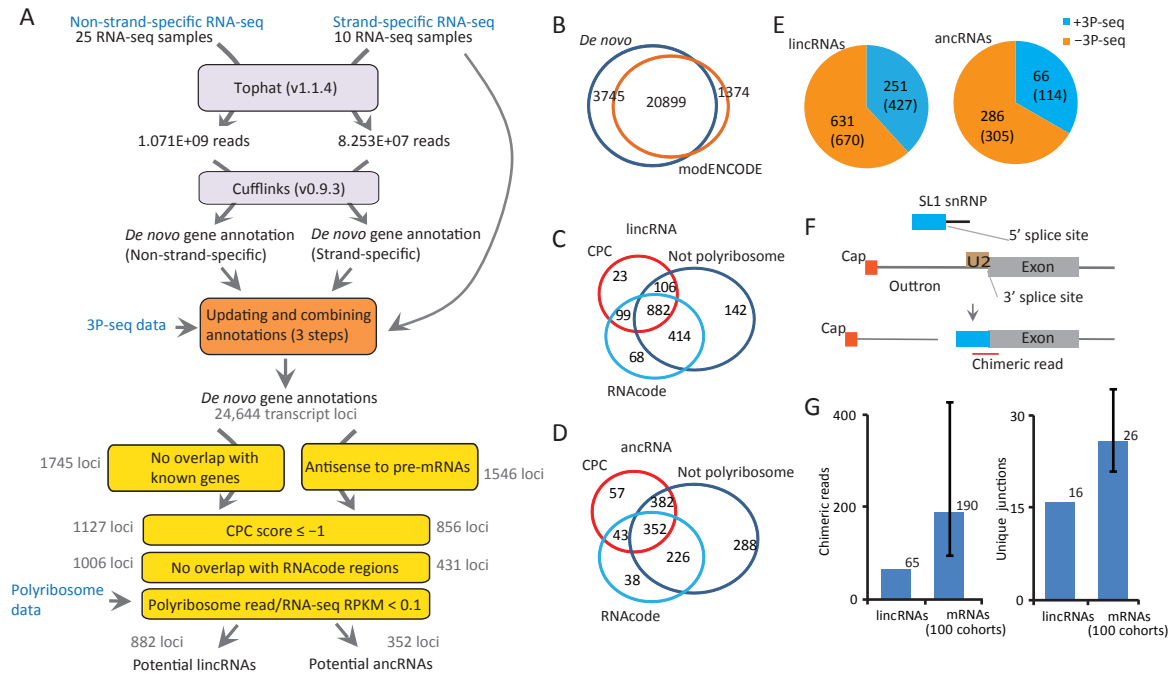 A
Non-strand-specific RNA-seq
25 RNA-seq samples
Strand-specific RNA-seq
10 RNA-seq samples
Tophat (v1.1.4)
1.071E+09 reads
8.253E+07 reads
Cufflinks (v0.9.3)
De novo gene annotation
(Non-strand-specific)
De novo gene annotation
(Strand-specific)
3P-seq data
Updating and combining
annotations (3 steps)
De novo gene annotations
24,644 transcript loci
1745 loci
No overlap with
known genes
Antisense to pre-mRNAs
1546 loci
1127 loci
CPC score ≤ −1
856 loci
1006 loci
No overlap with RNAcode regions
431 loci
Polyribosome
data
Polyribosome read/RNA-seq RPKM < 0.1
882 loci
352 loci
Potential lincRNAs
Potential ancRNAs
B
De novo
3745
20899
1374
modENCODE
C
lincRNA
CPC
Not polyribosome
23
106
99
882
142
414
68
RNAcode
D
ancRNA
CPC
Not polyribosome
57
382
43
352
288
226
38
RNAcode
E
+3P-seq
−3P-seq
lincRNAs
251
(427)
631
(670)
ancRNAs
66
(114)
286
(305)
F
SL1 snRNP
5′ splice site
Cap
U2
Exon
Outtron
3′ splice site
Cap
Exon
Chimeric read
G
Chimeric reads
400
200
0
65
190
lincRNAs
mRNAs
(100 cohorts)
Unique junctions
30
15
0
16
26
lincRNAs
mRNAs
(100 cohorts)